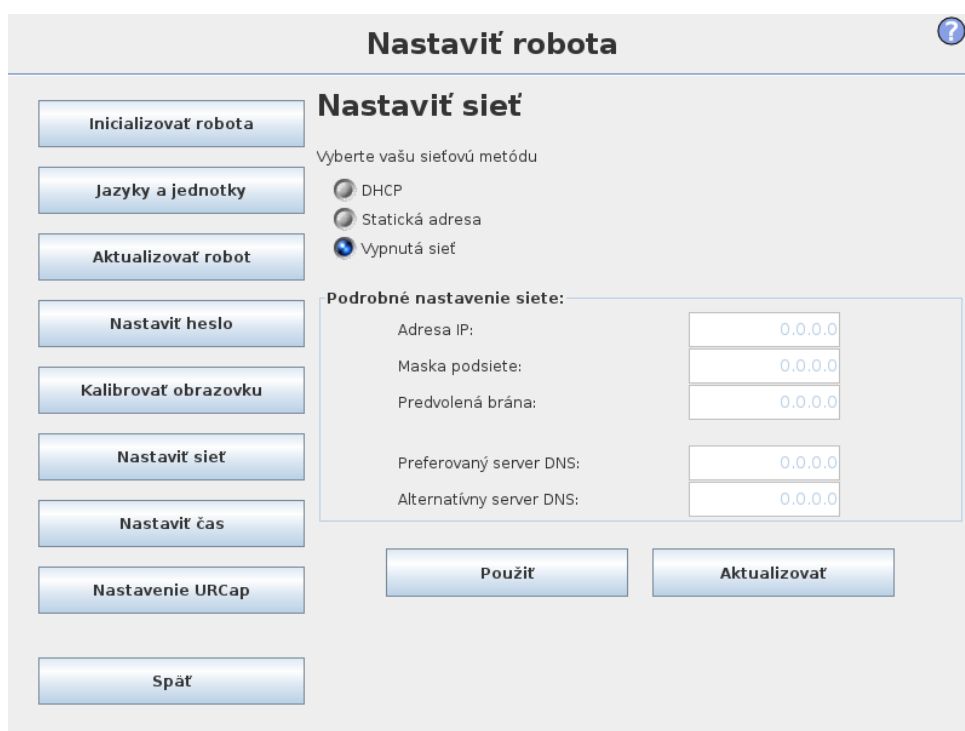 Nastaviť robota
?
Inicializovať robota
Jazyky a jednotky
Aktualizovať robot
Nastaviť heslo
Kalibrovať obrazovku
Nastaviť sieť
Nastaviť čas
Nastavenie URCap
Späť
Nastaviť sieť
Vyberte vašu sieťovú metódu
DHCP
Statická adresa
Vypnutá sieť
Podrobné nastavenie siete:
Adresa IP: 0.0.0.0
Maska podsiete: 0.0.0.0
Predvolená brána: 0.0.0.0
Preferovaný server DNS: 0.0.0.0
Alternatívny server DNS: 0.0.0.0
Použiť
Aktualizovať